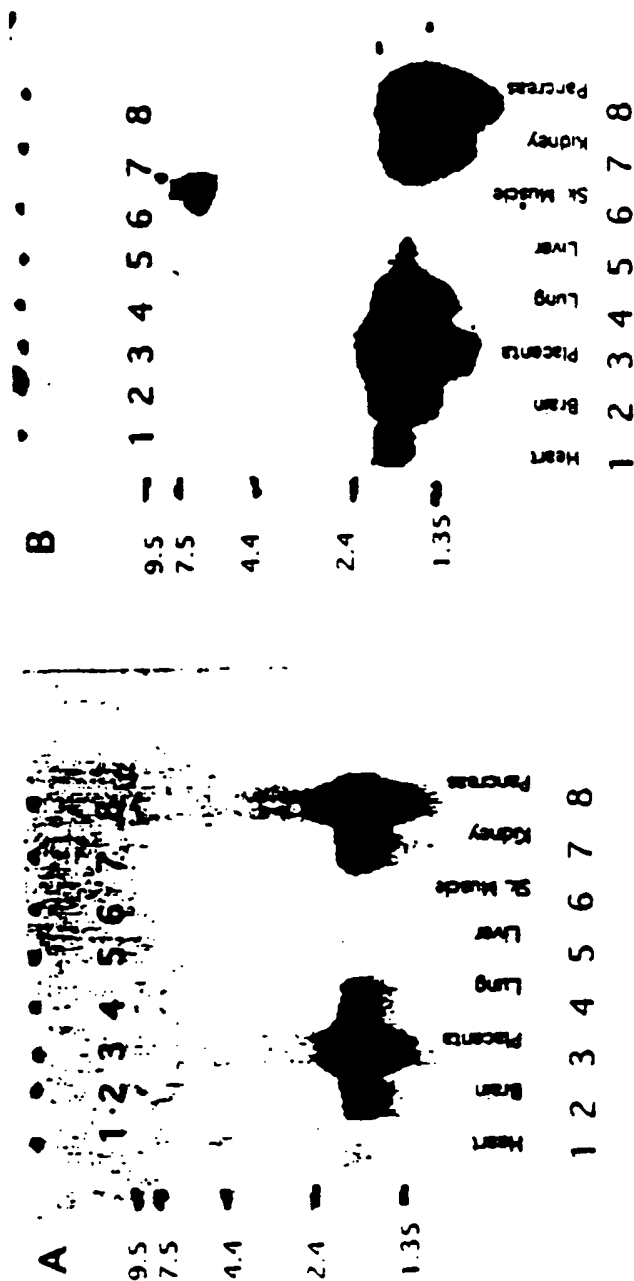 A
9.5
7.5
4.4
2.4
1.35
1 2 3 4 5 6 7 8
Heart
Brain
Placenta
Lung
Liver
Sk. Muscle
Kidney
Pancreas
1 2 3 4 5 6 7 8
B
9.5
7.5
4.4
2.4
1.35
1 2 3 4 5 6 7 8
Heart
Brain
Placenta
Lung
Liver
Sk Muscle
Kidney
Pancreas
1 2 3 4 5 6 7 8